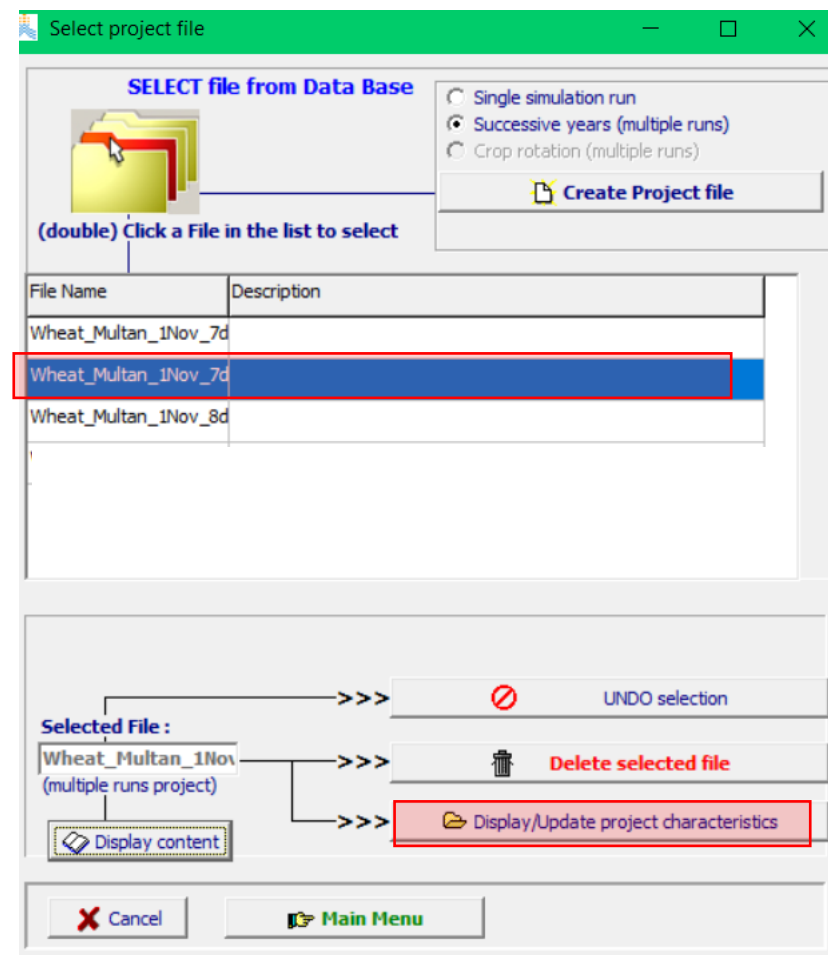 Select project file
SELECT file from Data Base
Single simulation run
Successive years (multiple runs)
Crop rotation (multiple runs)
Create Project file
(double) Click a File in the list to select
File Name Description
Wheat_Multan_1Nov_7d
Wheat_Multan_1Nov_7d
Wheat_Multan_1Nov_8d
>>> UNDO selection
Selected File :
Wheat_Multan_1Nov
>>> Delete selected file
(multiple runs project)
>>> Display/Update project characteristics
Display content
Cancel Main Menu